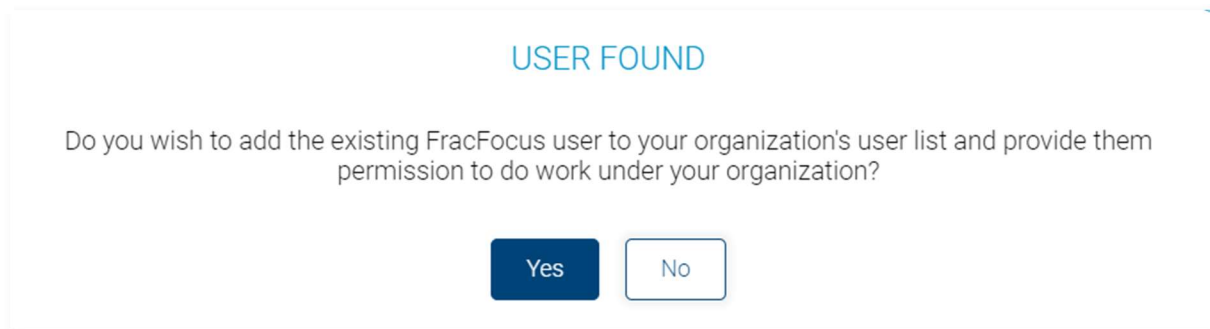 USER FOUND
Do you wish to add the existing FracFocus user to your organization's user list and provide them
permission to do work under your organization?
Yes
No